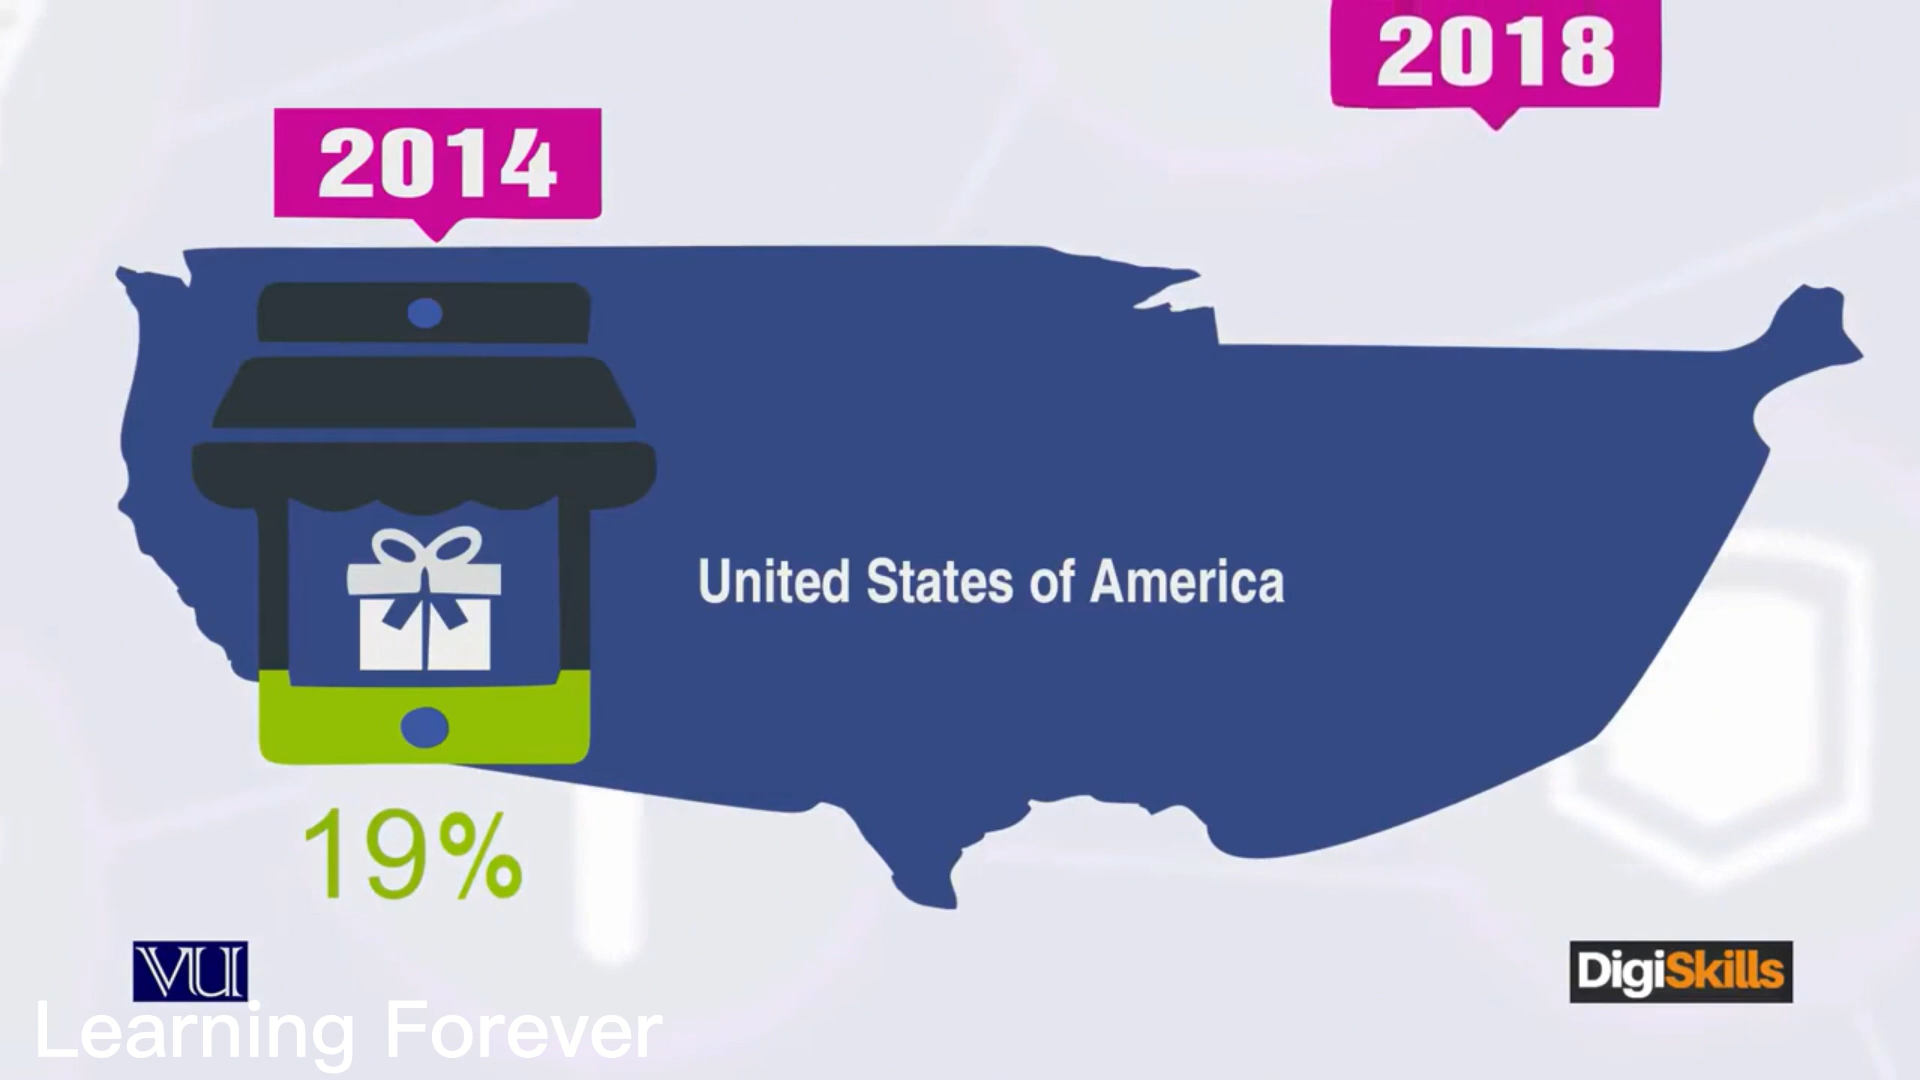 2018
2014
United States of America
19%
VU
DigiSkills
Learning Forever